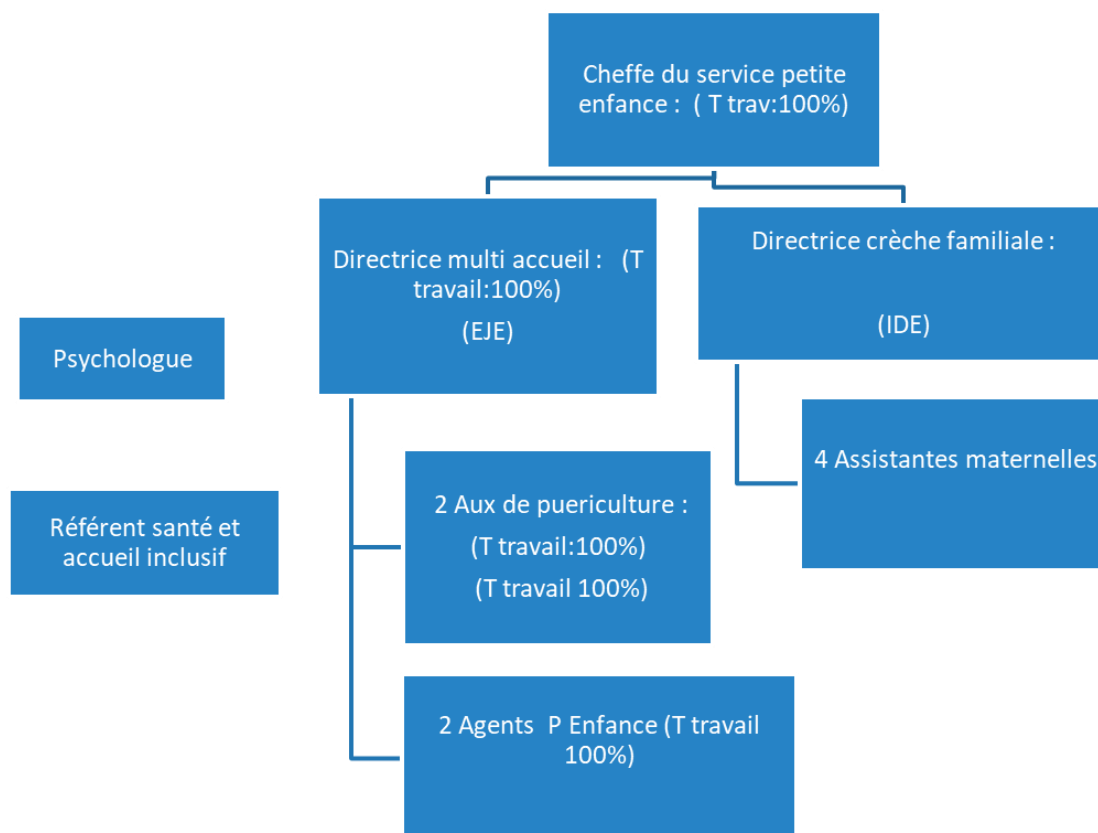 Cheffe du service petite
enfance :  ( T trav:100%)
Directrice multi accueil :   (T
travail:100%)
(EJE)
Directrice crèche familiale :
(IDE)
Psychologue
4 Assistantes maternelles
2 Aux de puericulture :
(T travail:100%)
(T travail 100%)
Référent santé et
accueil inclusif
2 Agents  P Enfance (T travail
100%)